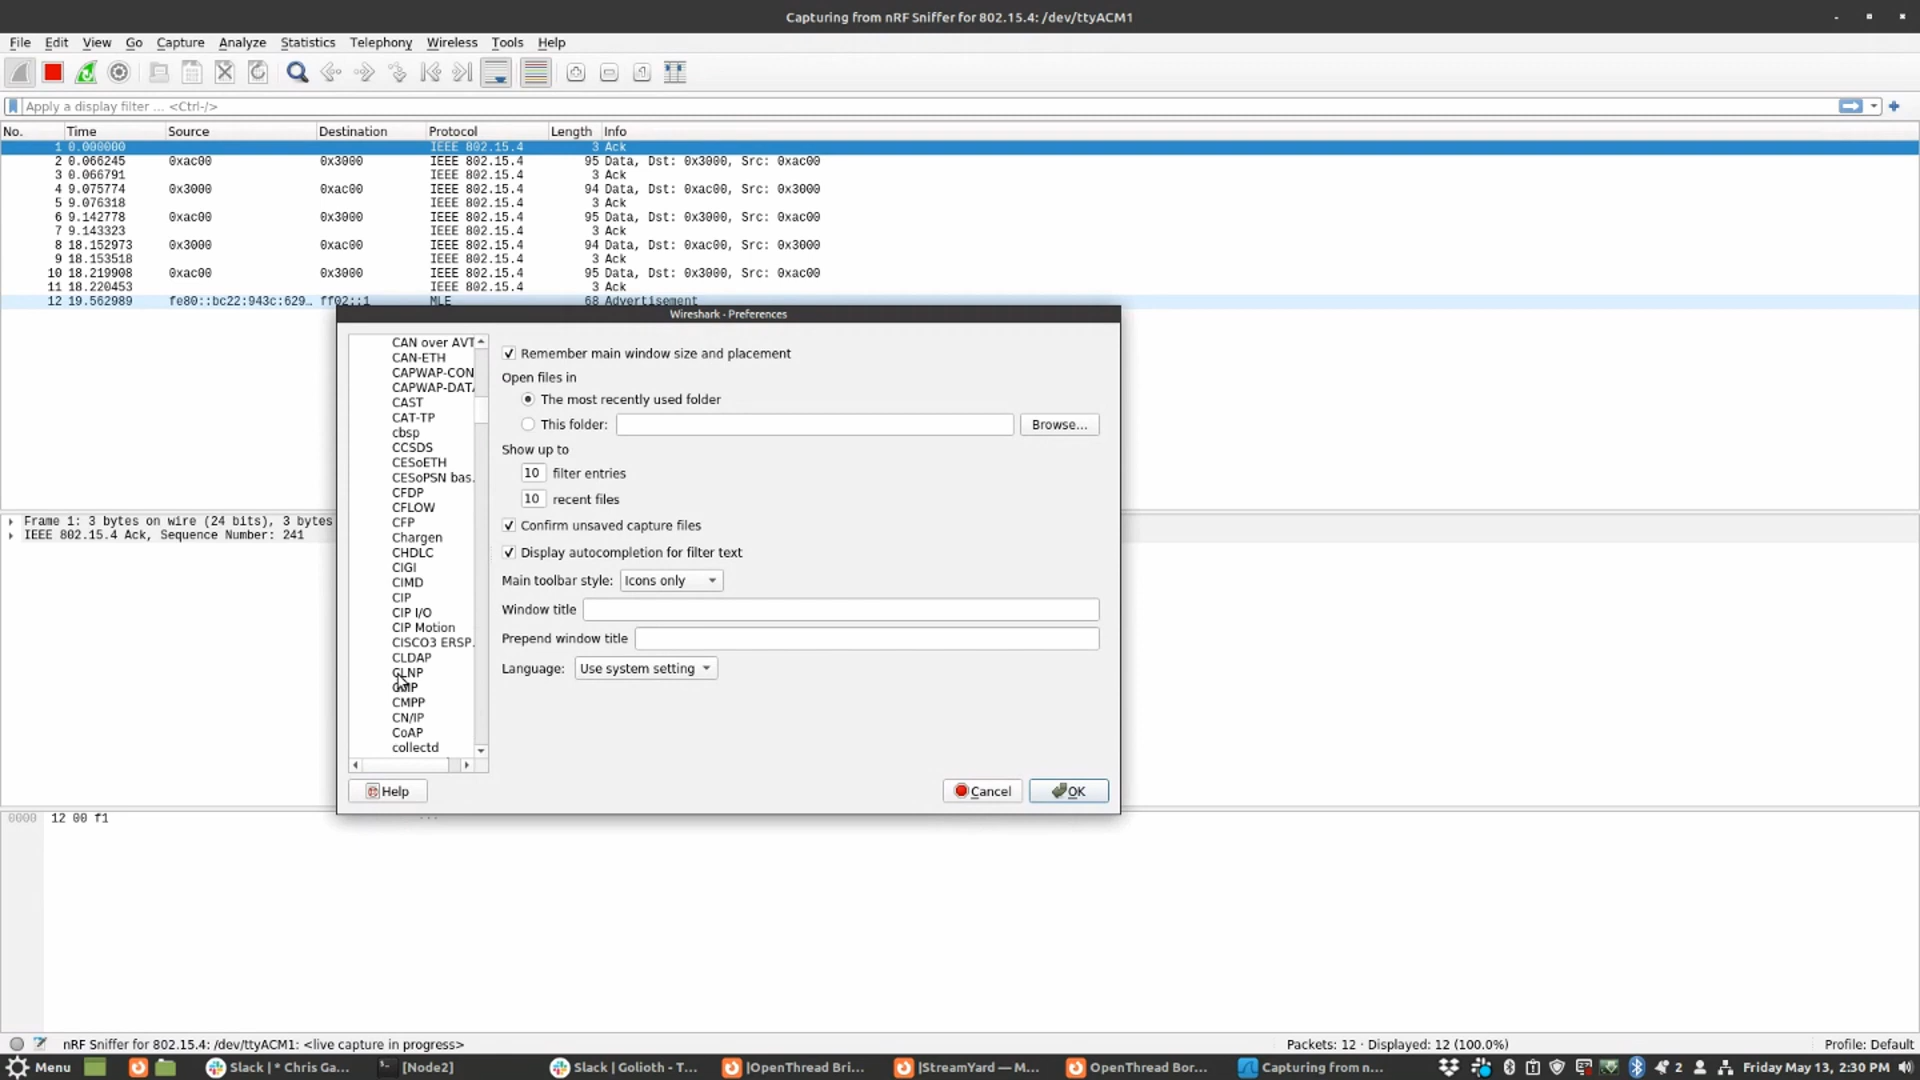 Capturing from nRF Sniffer for 802.15.4: /dev/ttyACM1
File Edit View Go Capture Analyze Statistics Telephony Wireless Tools Help
Apply a display filter ... <Ctrl-/>
No. Time Source Destination Protocol Length Info
1 0.000000 IEEE 802.15.4 3 Ack
2 0.066245 0xac00 0x3000 IEEE 802.15.4 95 Data, Dst: 0x3000, Src: 0xac00
3 0.066791 IEEE 802.15.4 3 Ack
4 9.075774 0x3000 0xac00 IEEE 802.15.4 94 Data, Dst: 0xac00, Src: 0x3000
5 9.076318 IEEE 802.15.4 3 Ack
6 9.142778 0xac00 0x3000 IEEE 802.15.4 95 Data, Dst: 0x3000, Src: 0xac00
7 9.143323 IEEE 802.15.4 3 Ack
8 18.152973 0x3000 0xac00 IEEE 802.15.4 94 Data, Dst: 0xac00, Src: 0x3000
9 18.153518 IEEE 802.15.4 3 Ack
10 18.219908 0xac00 0x3000 IEEE 802.15.4 95 Data, Dst: 0x3000, Src: 0xac00
11 18.220453 IEEE 802.15.4 3 Ack
12 19.562989 fe80::bc22:943c:629… ff02::1 MLE 68 Advertisement
Wireshark - Preferences
CAN over AVT
CAN-ETH
CAPWAP-CON
CAPWAP-DATA
CAST
CAT-TP
cbsp
CCSDS
CESoETH
CESoPSN bas.
CFDP
CFLOW
CFP
Chargen
CHDLC
CIGI
CIMD
CIP
CIP I/O
CIP Motion
CISCO3 ERSP.
CLDAP
CLNP
CMIP
CMPP
CN/IP
CoAP
collectd
Remember main window size and placement
Open files in
The most recently used folder
This folder: Browse...
Show up to
10 filter entries
10 recent files
Confirm unsaved capture files
Display autocompletion for filter text
Main toolbar style: Icons only
Window title
Prepend window title
Language: Use system setting
Help Cancel OK
Frame 1: 3 bytes on wire (24 bits), 3 bytes
IEEE 802.15.4 Ack, Sequence Number: 241
0000 12 00 f1 ...
nRF Sniffer for 802.15.4: /dev/ttyACM1: <live capture in progress> Packets: 12 · Displayed: 12 (100.0%) Profile: Default
Menu Slack | * Chris Ga... [Node2] Slack | Golioth - T... |OpenThread Bri... |StreamYard — M... OpenThread Bor... Capturing from n... 2 Friday May 13, 2:30 PM